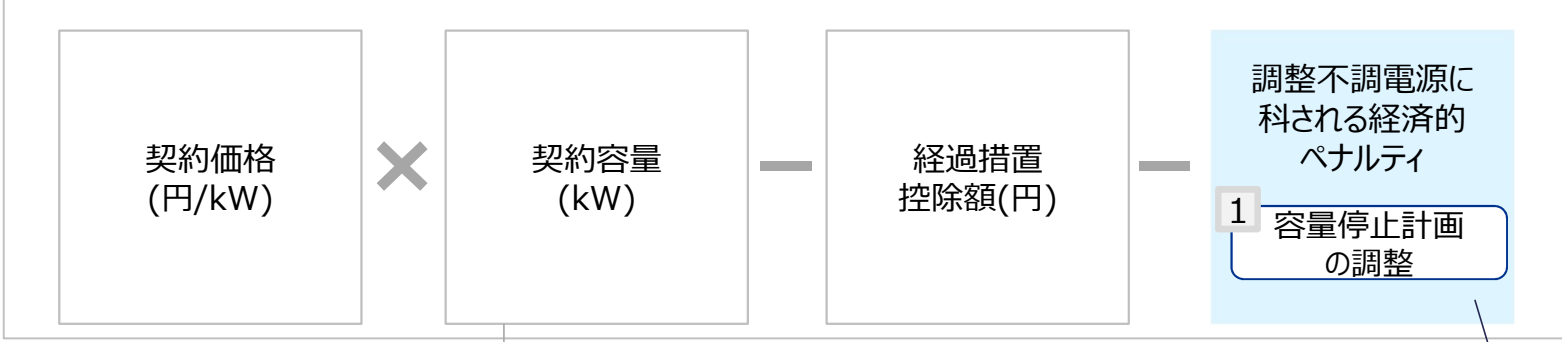 契約価格
(円/kW)
契約容量
(kW)
経過措置
控除額(円)
調整不調電源に
科される経済的
ペナルティ
1
容量停止計画
の調整